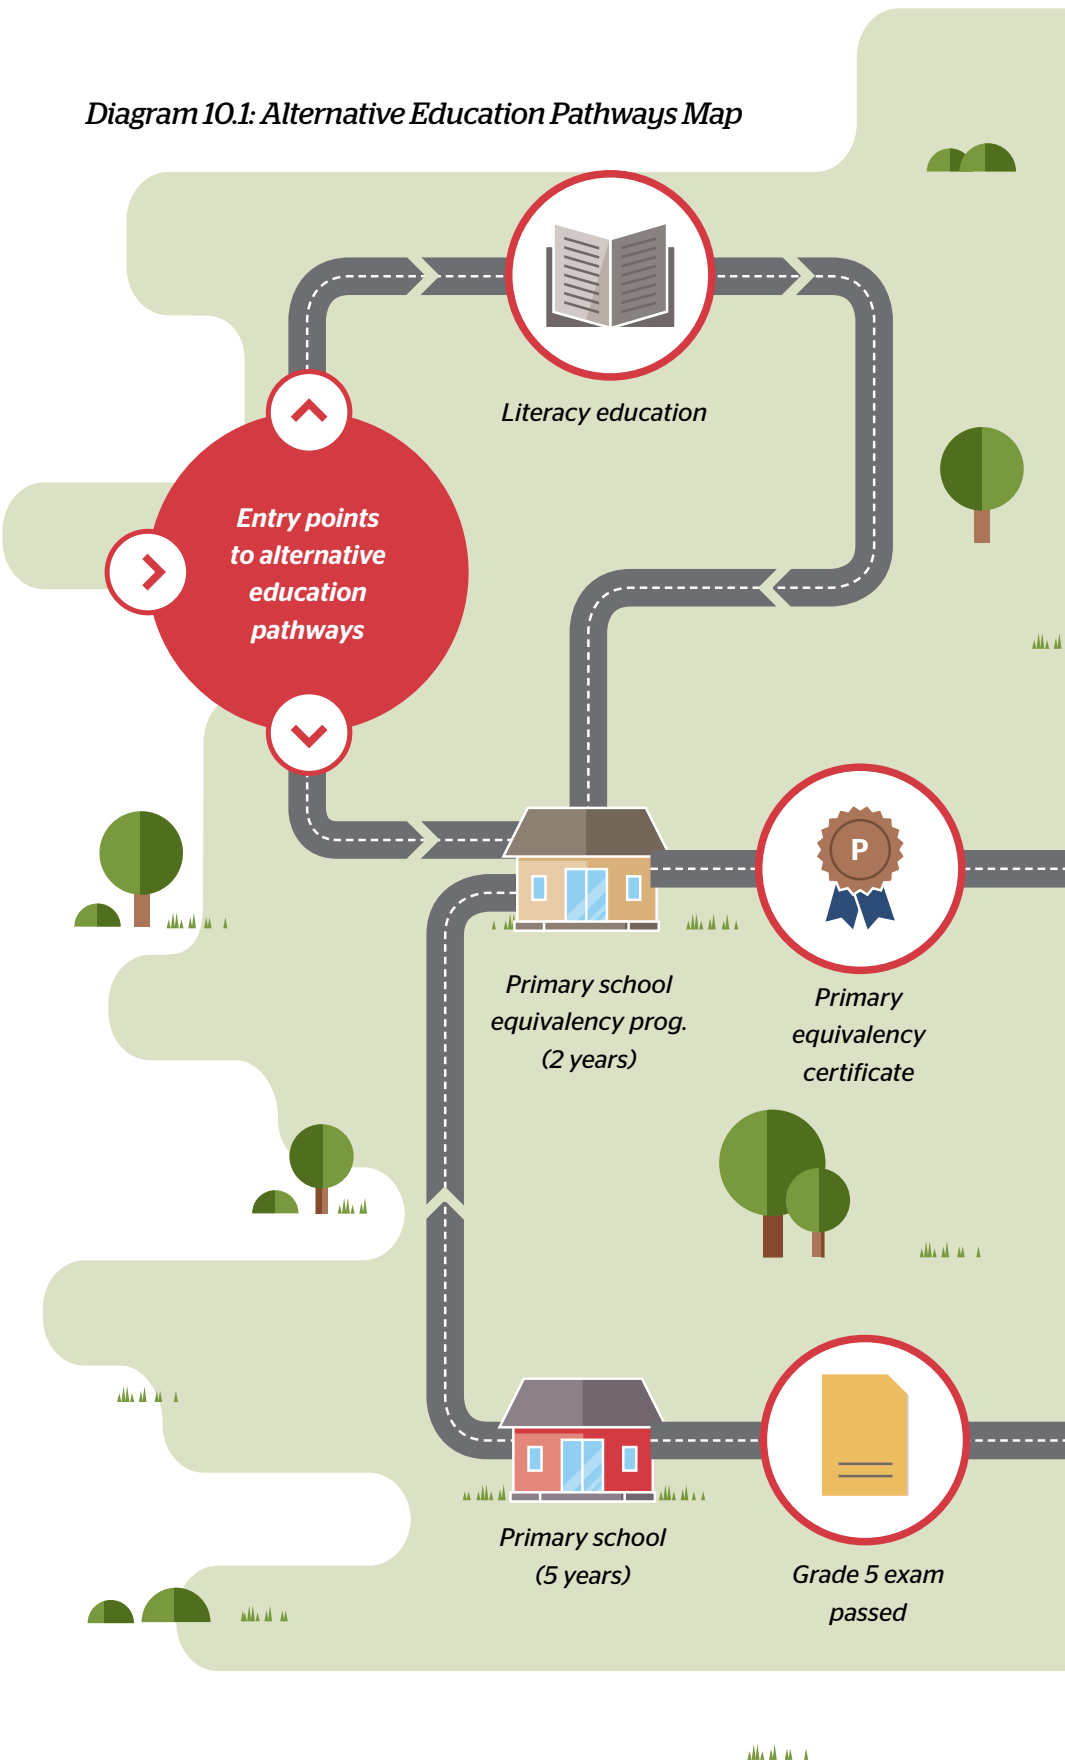 Diagram 10.1: Alternative Education Pathways Map
Literacy education
Entry points
to alternative
education
pathways
P
Primary school
equivalency prog.
(2 years)
Primary
equivalency
certificate
Primary school
(5 years)
Grade 5 exam
passed